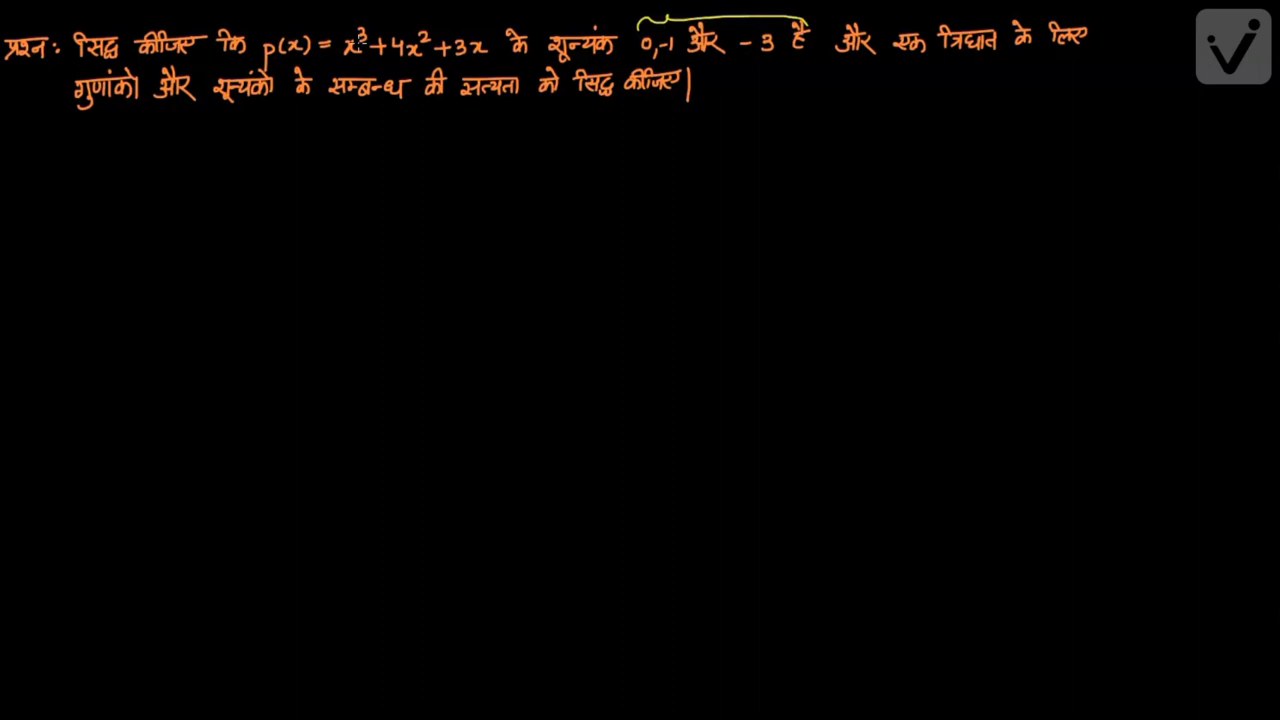 प्रश्न: सिद्ध कीजिए कि p(x) = x³ + 4x² + 3x के शून्यंक 0, -1 और - 3 है और एक त्रिघात के लिए
गुणांको और शून्यंको के सम्बन्ध की सत्यता को सिद्ध कीजिए|